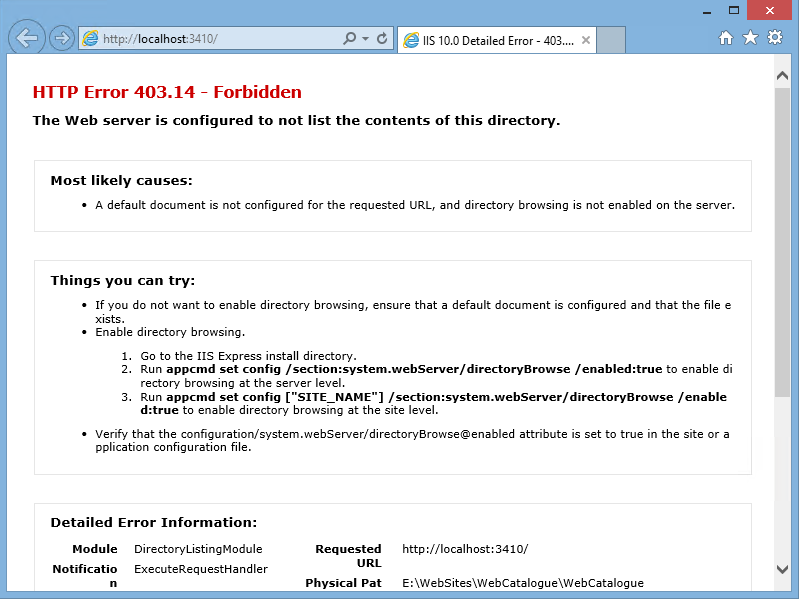 http://localhost:3410/
IIS 10.0 Detailed Error - 403....
HTTP Error 403.14 - Forbidden
The Web server is configured to not list the contents of this directory.
Most likely causes:
• A default document is not configured for the requested URL, and directory browsing is not enabled on the server.
Things you can try:
• If you do not want to enable directory browsing, ensure that a default document is configured and that the file e
xists.
• Enable directory browsing.
1. Go to the IIS Express install directory.
2. Run appcmd set config /section:system.webServer/directoryBrowse /enabled:true to enable di
rectory browsing at the server level.
3. Run appcmd set config ["SITE_NAME"] /section:system.webServer/directoryBrowse /enable
d:true to enable directory browsing at the site level.
• Verify that the configuration/system.webServer/directoryBrowse@enabled attribute is set to true in the site or a
pplication configuration file.
Detailed Error Information:
Module DirectoryListingModule
Notificatio ExecuteRequestHandler
n
Requested http://localhost:3410/
URL
Physical Pat E:\WebSites\WebCatalogue\WebCatalogue